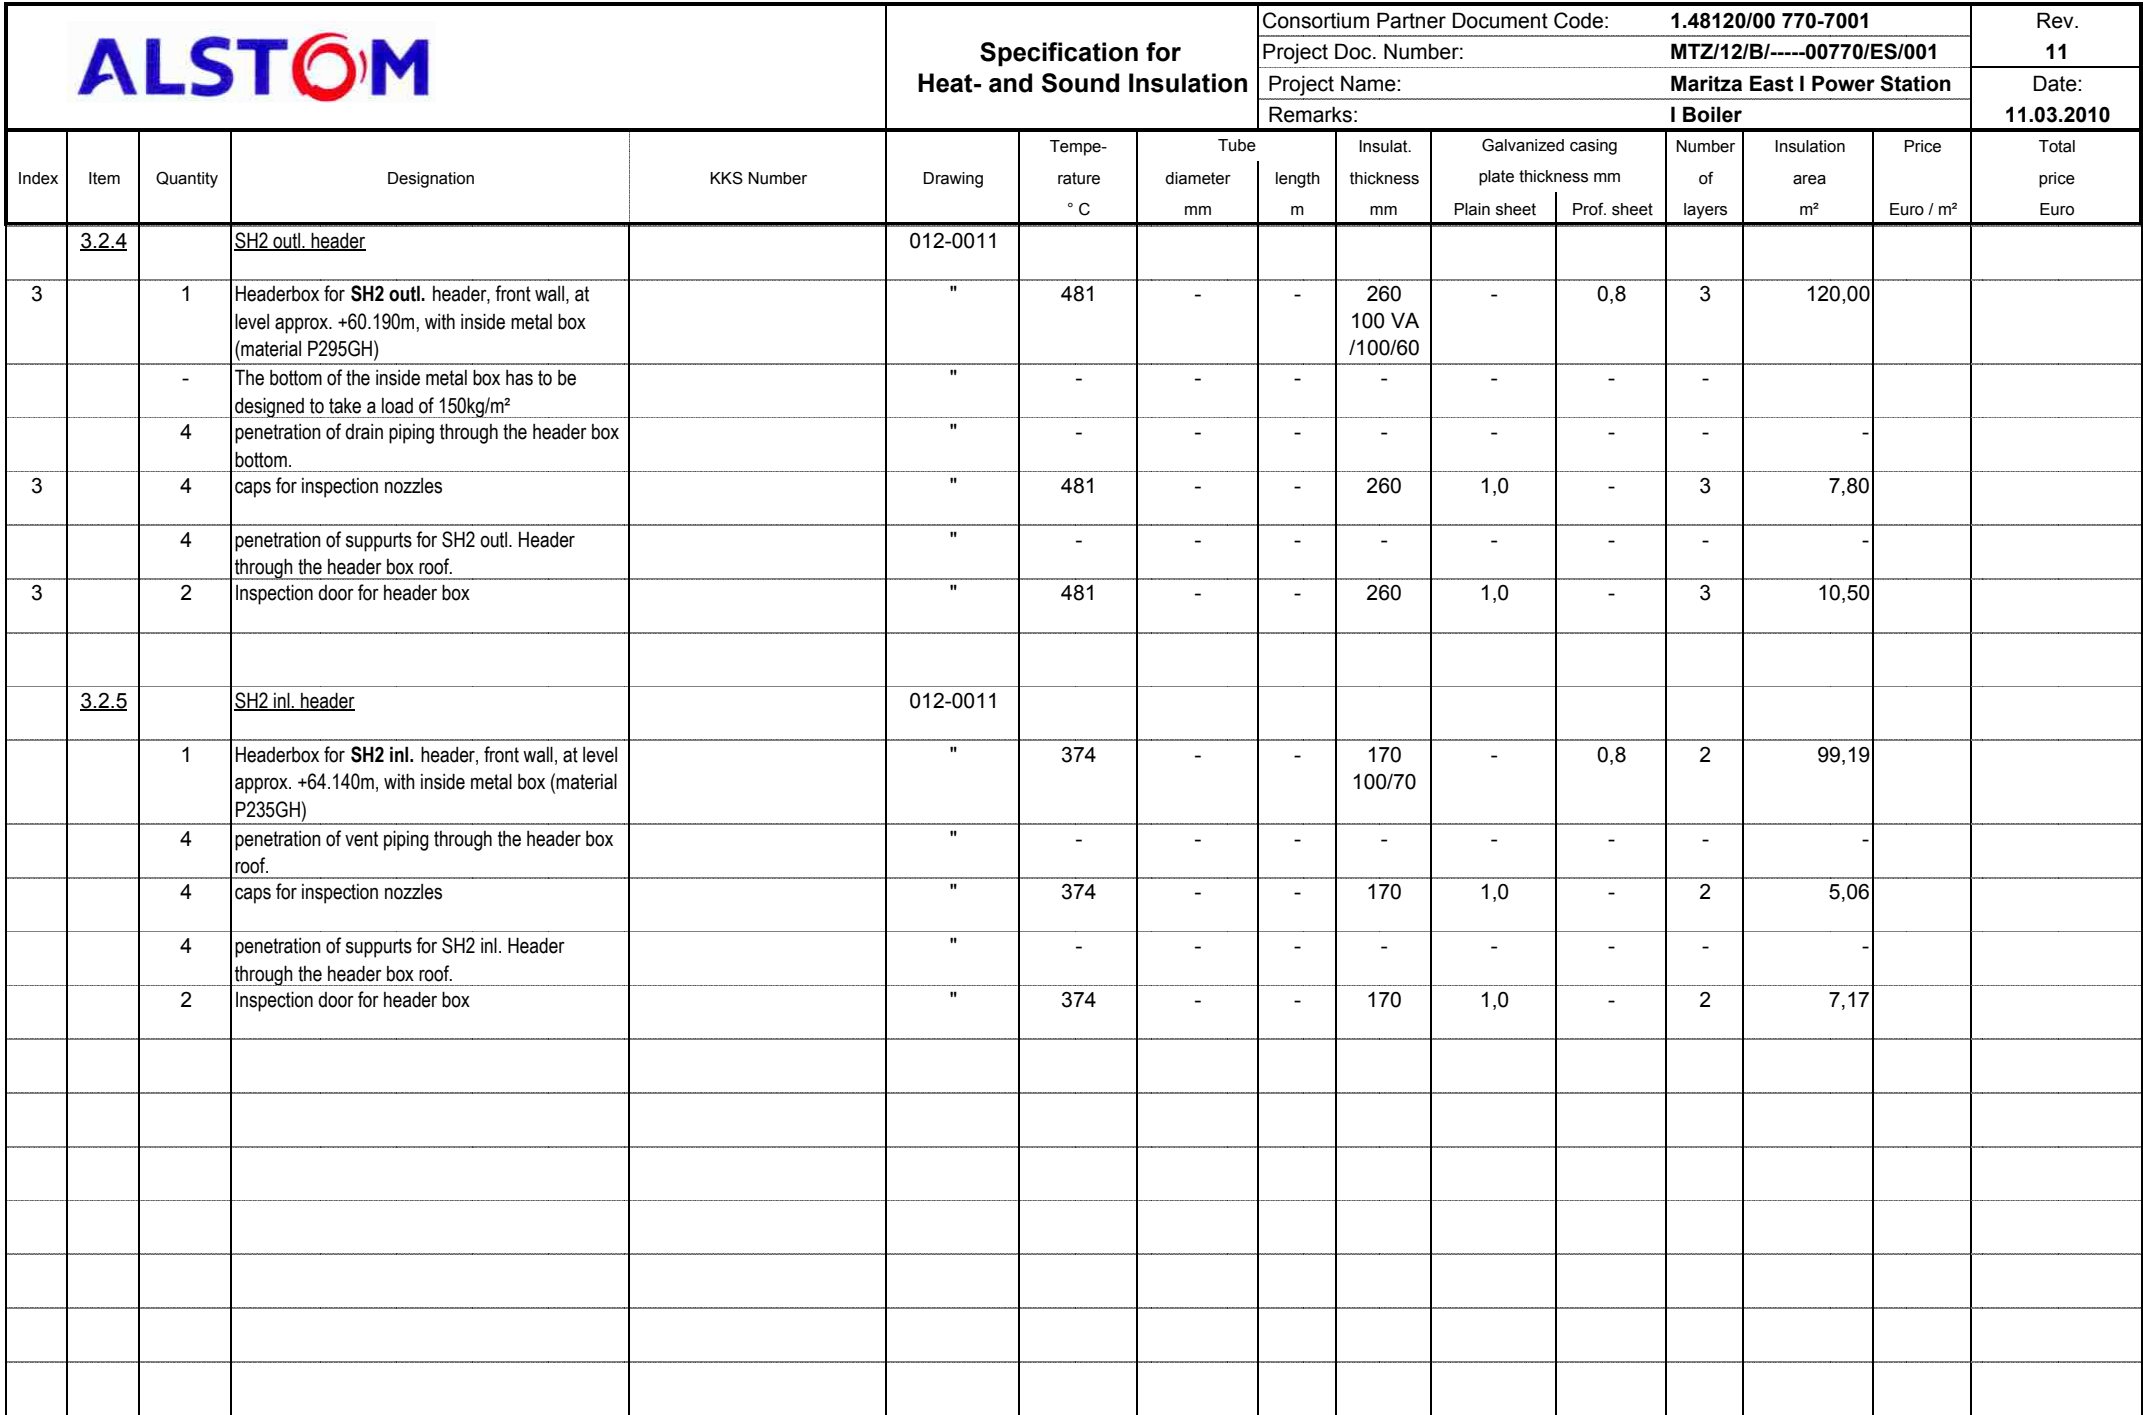 ALSTOM
Specification for
Heat- and Sound Insulation
Consortium Partner Document Code: 1.48120/00 770-7001
Project Doc. Number: MTZ/12/B/-----00770/ES/001
Project Name: Maritza East I Power Station
Remarks: I Boiler
Rev.
11
Date:
11.03.2010
Index Item Quantity Designation KKS Number Drawing Tempe-
rature
° C
Tube
diameter
mm
length
m
Insulat.
thickness
mm
Galvanized casing
plate thickness mm
Plain sheet Prof. sheet
Number
of
layers
Insulation
area
m²
Price
Euro / m²
Total
price
Euro
3.2.4 SH2 outl. header 012-0011
3 1 Headerbox for SH2 outl. header, front wall, at " 481 - - 260 - 0,8 3 120,00
level approx. +60.190m, with inside metal box 100 VA
(material P295GH) /100/60
- The bottom of the inside metal box has to be " - - - - - - -
designed to take a load of 150kg/m²
4 penetration of drain piping through the header box " - - - - - - - -
bottom.
3 4 caps for inspection nozzles " 481 - - 260 1,0 - 3 7,80
4 penetration of suppurts for SH2 outl. Header " - - - - - - - -
through the header box roof.
3 2 Inspection door for header box " 481 - - 260 1,0 - 3 10,50
3.2.5 SH2 inl. header 012-0011
1 Headerbox for SH2 inl. header, front wall, at level " 374 - - 170 - 0,8 2 99,19
approx. +64.140m, with inside metal box (material 100/70
P235GH)
4 penetration of vent piping through the header box " - - - - - - - -
roof.
4 caps for inspection nozzles " 374 - - 170 1,0 - 2 5,06
4 penetration of suppurts for SH2 inl. Header " - - - - - - - -
through the header box roof.
2 Inspection door for header box " 374 - - 170 1,0 - 2 7,17